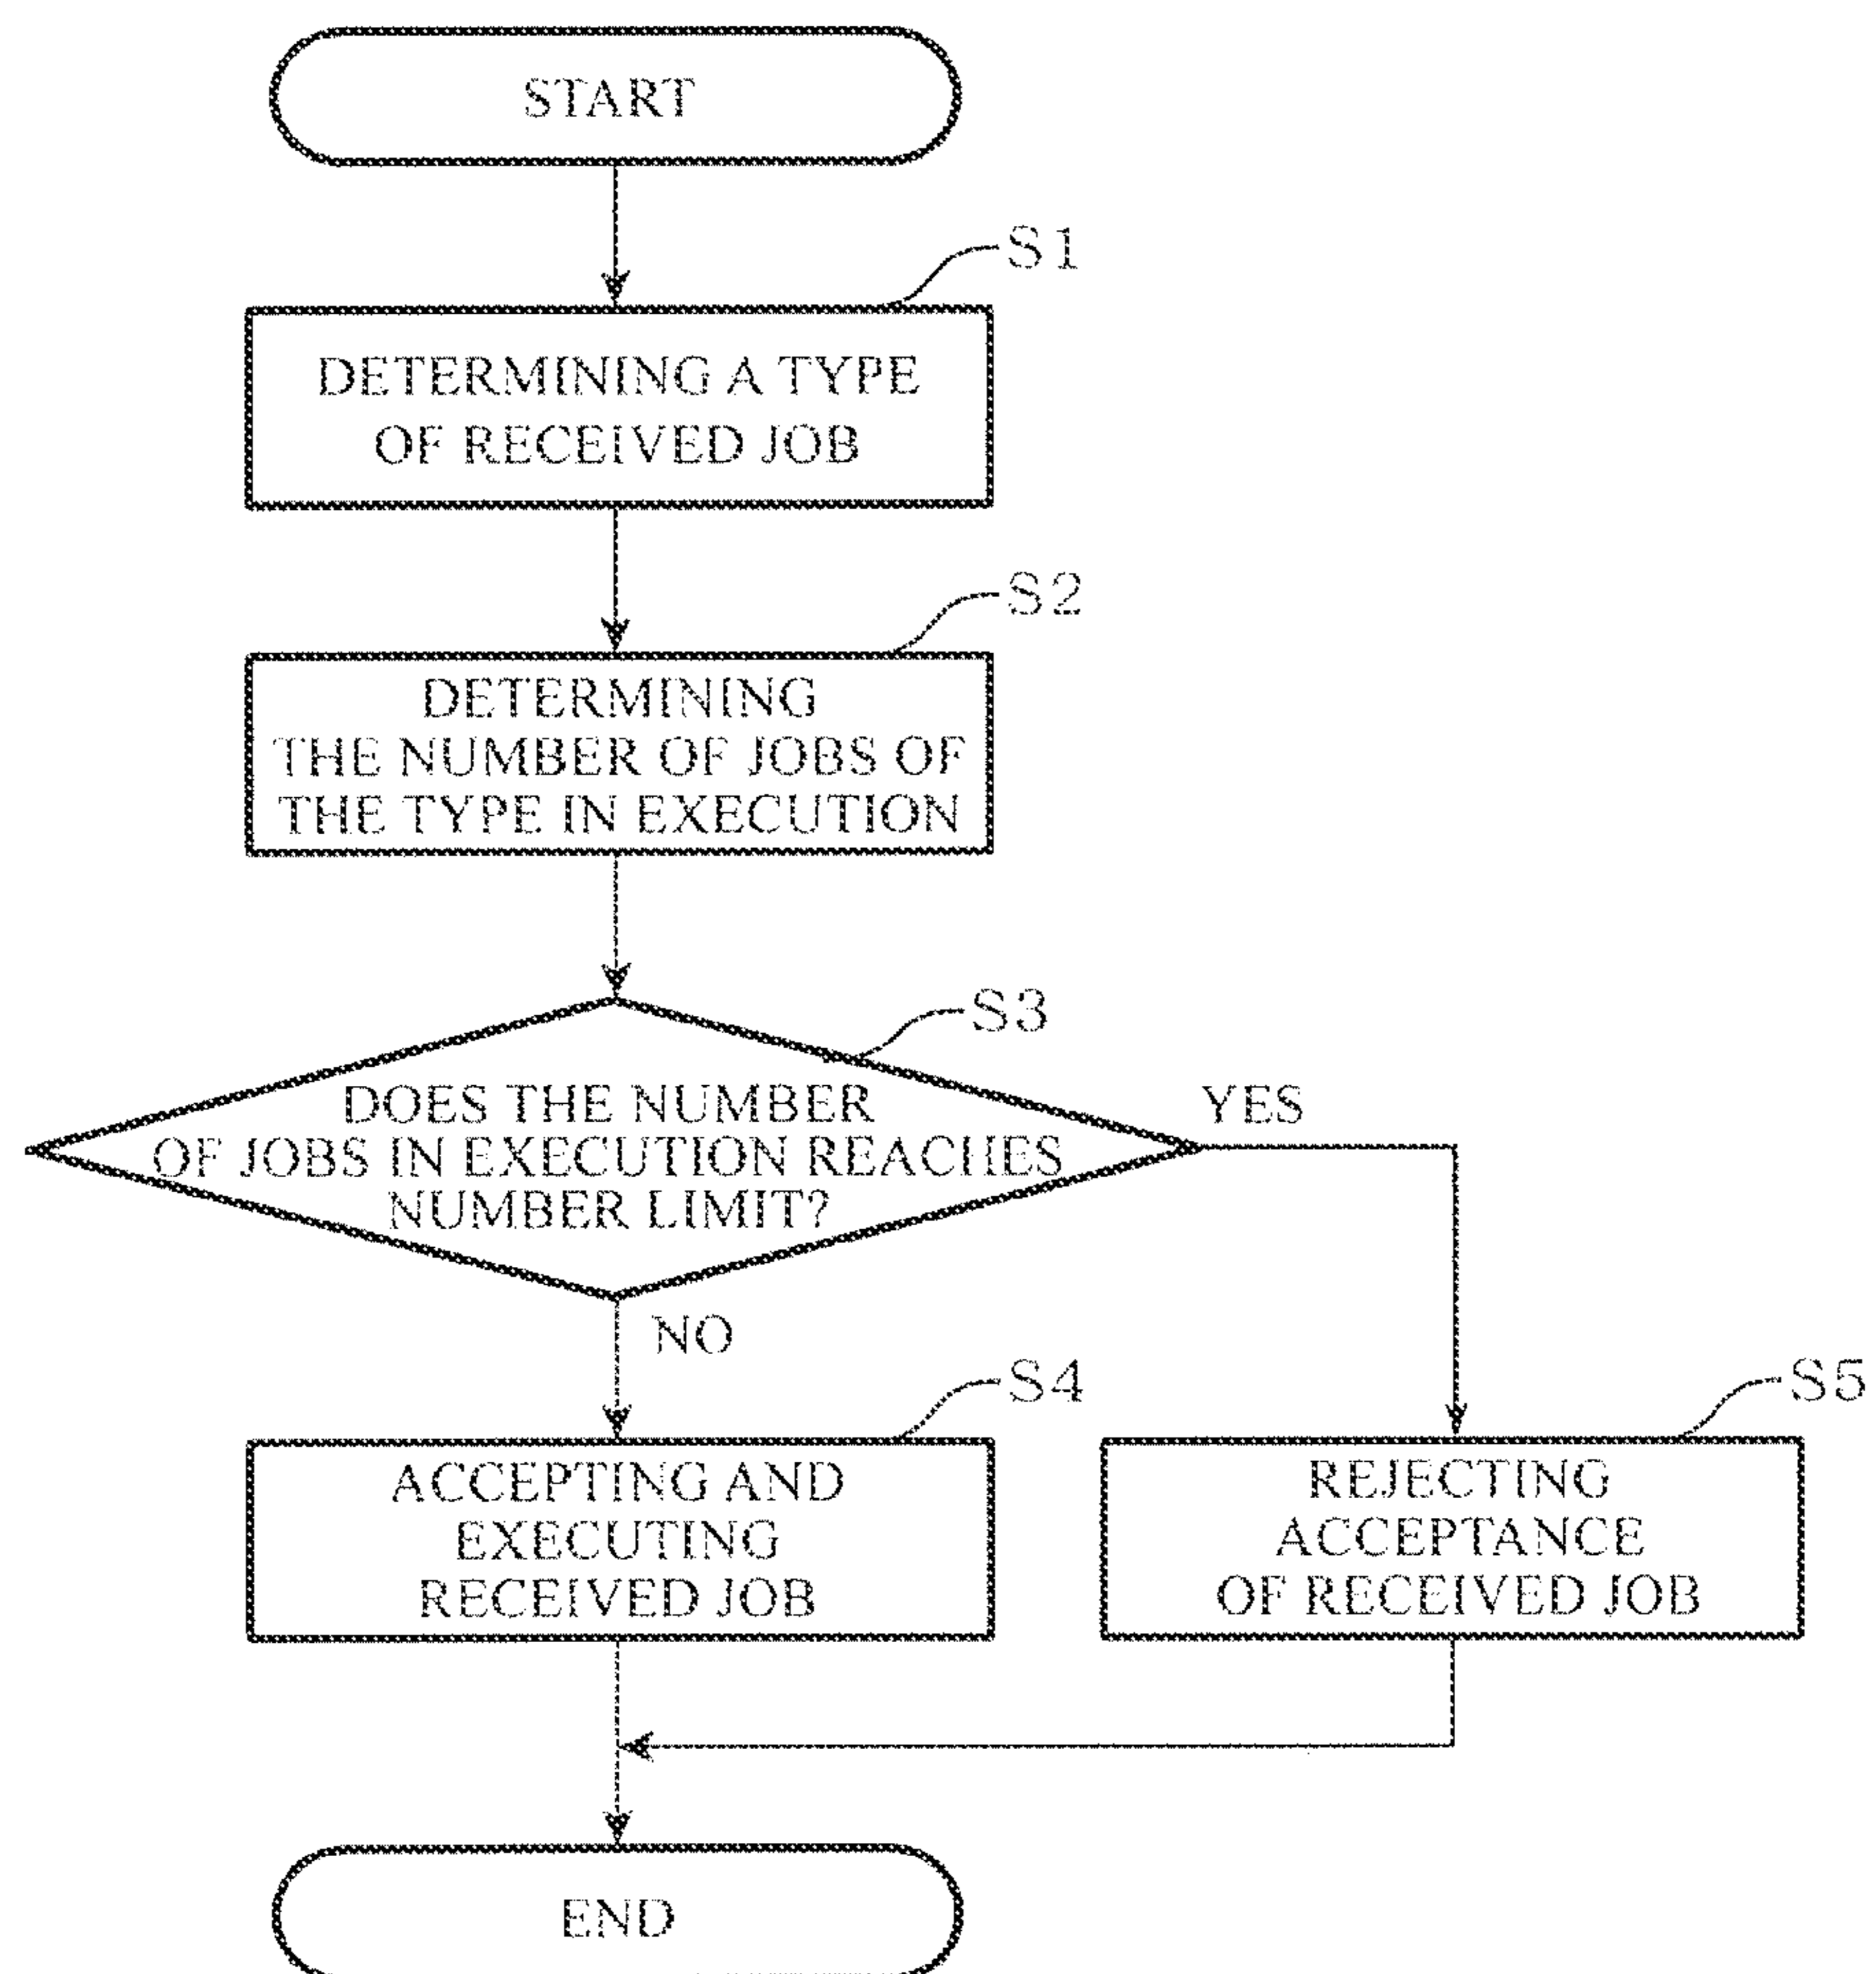 START
S1
DETERMINING A TYPE
OF RECEIVED JOB
S2
DETERMINING
THE NUMBER OF JOBS OF
THE TYPE IN EXECUTION
S3
DOES THE NUMBER
OF JOBS IN EXECUTION REACHES
NUMBER LIMIT?
YES
NO
S4
ACCEPTING AND
EXECUTING
RECEIVED JOB
S5
REJECTING
ACCEPTANCE
OF RECEIVED JOB
END